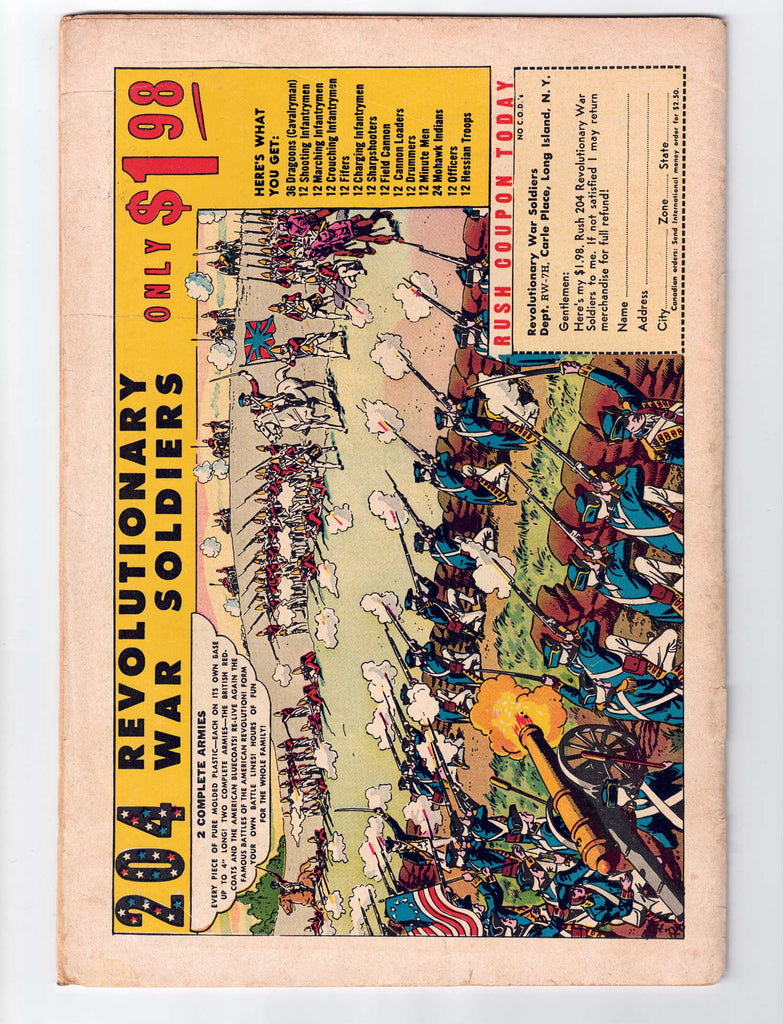 204 REVOLUTIONARY
WAR SOLDIERS
ONLY $1.98
2 COMPLETE ARMIES
EVERY PIECE OF PURE MOLDED PLASTIC—EACH ON ITS OWN BASE
UP TO 4" LONG! TWO COMPLETE ARMIES—THE BRITISH RED-
COATS AND THE AMERICAN BLUECOATS! RE-LIVE AGAIN THE
FAMOUS BATTLES OF THE AMERICAN REVOLUTION! FORM
YOUR OWN BATTLE LINES! HOURS OF FUN
FOR THE WHOLE FAMILY!
HERE'S WHAT
YOU GET:
36 Dragoons (Cavalryman)
12 Shooting Infantrymen
12 Marching Infantrymen
12 Crouching Infantrymen
12 Fifers
12 Charging Infantrymen
12 Sharpshooters
12 Field Cannon
12 Cannon Loaders
12 Drummers
12 Minute Men
24 Mohawk Indians
12 Officers
12 Hessian Troops
RUSH COUPON TODAY
NO C.O.D.'s
Revolutionary War Soldiers
Dept. RW-7H, Carle Place, Long Island, N. Y.
Gentlemen:
Here's my $1.98. Rush 204 Revolutionary War
Soldiers to me. If not satisfied I may return
merchandise for full refund!
Name
Address
City Zone State
Canadian orders: Send International money order for $2.50.